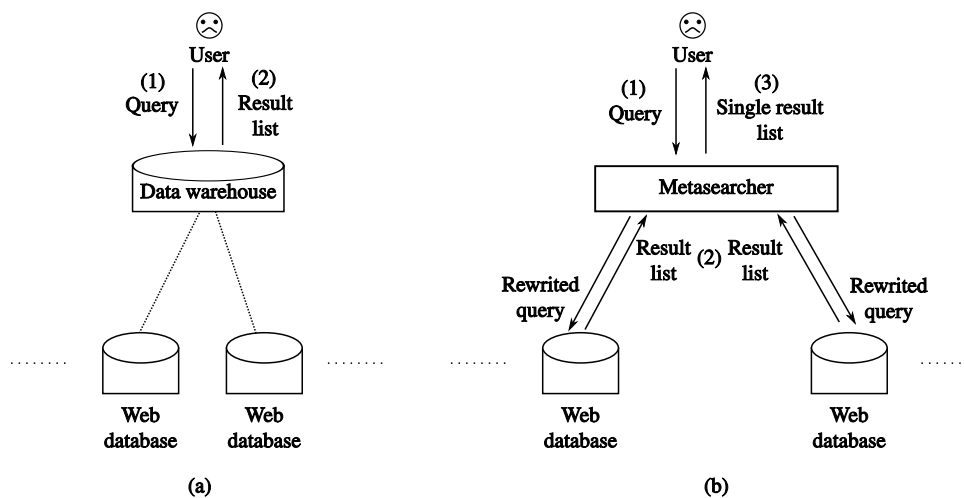 User
(1)
Query
(2)
Result
list
Data warehouse
Web
database
Web
database
(a)
User
(1)
Query
(3)
Single result
list
Metasearcher
Rewrited
query
Result
list
(2)
Result
list
Rewrited
query
Web
database
Web
database
(b)